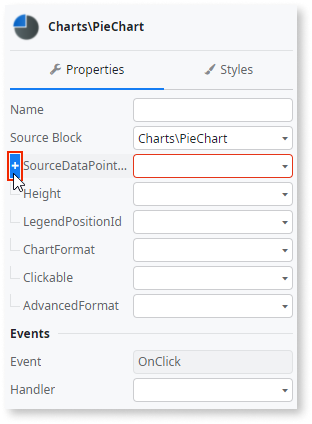 Charts\PieChart
Properties
Styles
Name
Source Block
Charts\PieChart
SourceDataPoint...
Height
LegendPositionId
ChartFormat
Clickable
AdvancedFormat
Events
Event
OnClick
Handler